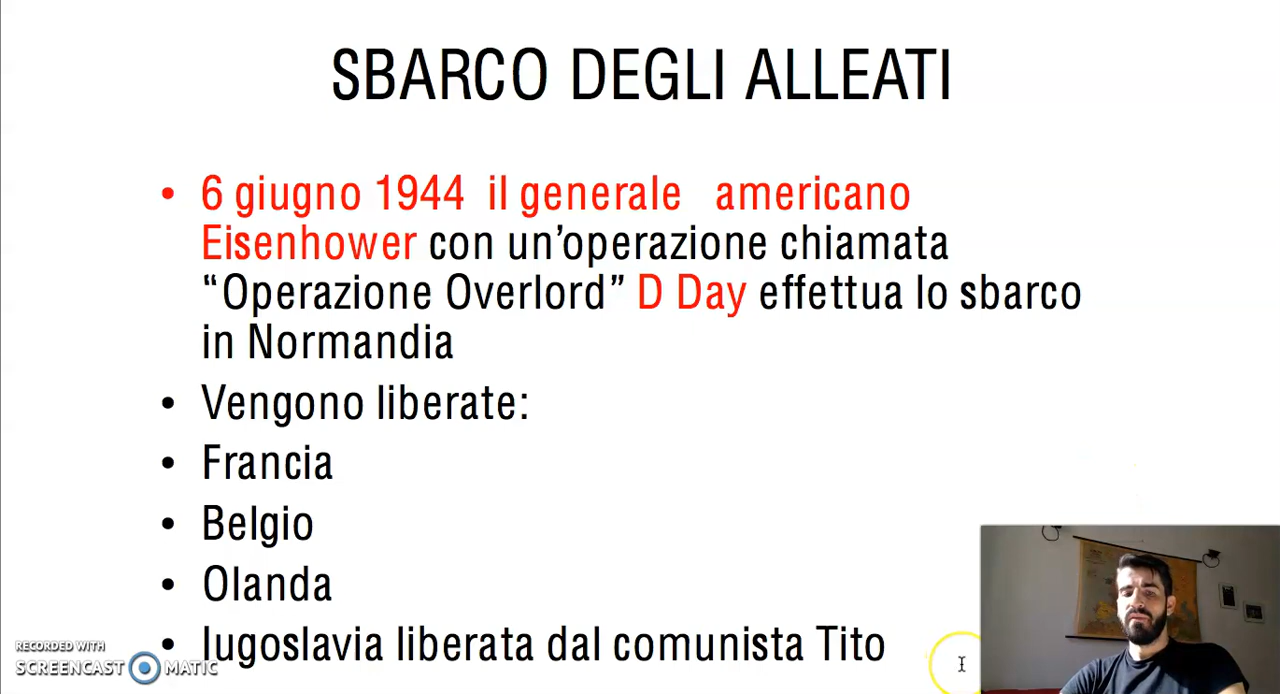 SBARCO DEGLI ALLEATI
• 6 giugno 1944 il generale americano
Eisenhower con un’operazione chiamata
“Operazione Overlord” D Day effettua lo sbarco
in Normandia
• Vengono liberate:
• Francia
• Belgio
• Olanda
• Iugoslavia liberata dal comunista Tito
RECORDED WITH
SCREENCAST MATIC